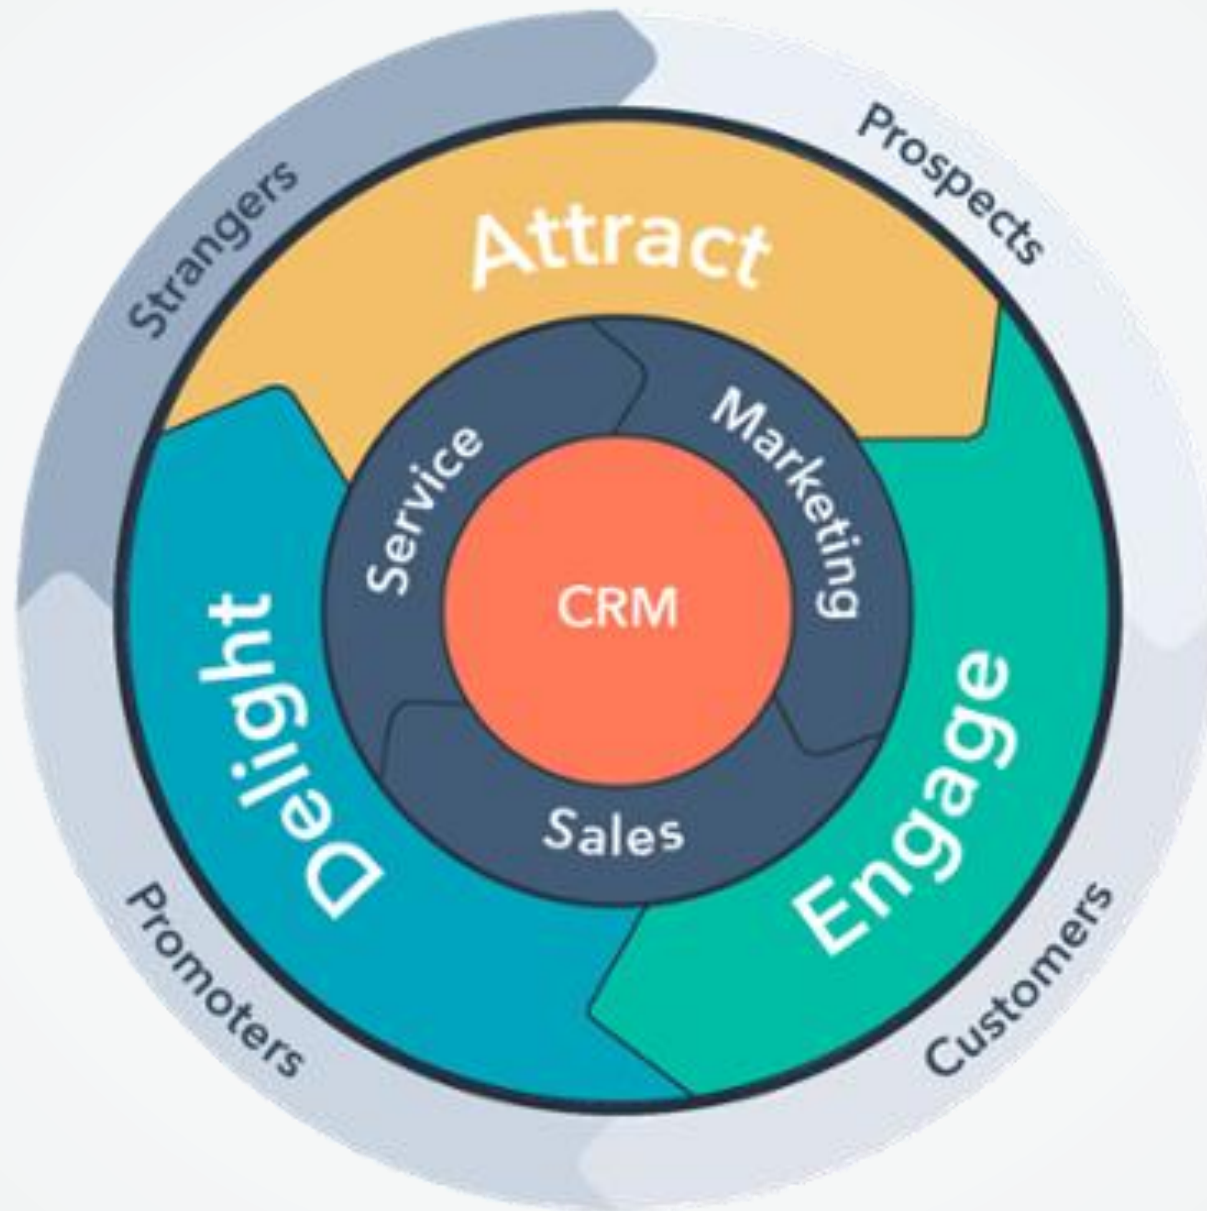 Strangers
Prospects
Customers
Promoters
Attract
Engage
Delight
Marketing
Sales
Service
CRM